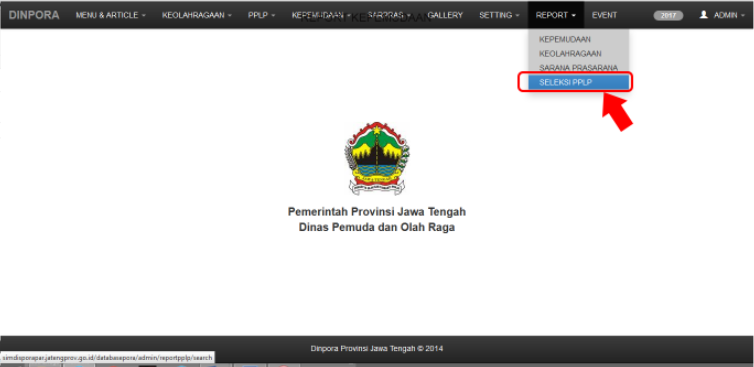 DINPORA MENU & ARTICLE KEOLAHRAGAAN PPLP KEPEMUDAAN SARPRAS GALLERY SETTING REPORT EVENT 2017 ADMIN
REPORT KEPEMUDAAN
KEPEMUDAAN
KEOLAHRAGAAN
SARANA PRASARANA
SELEKSI PPLP
Pemerintah Provinsi Jawa Tengah
Dinas Pemuda dan Olah Raga
Dinpora Provinsi Jawa Tengah © 2014
simdisporapar.jatengprov.go.id/databasepora/admin/reportpplp/search